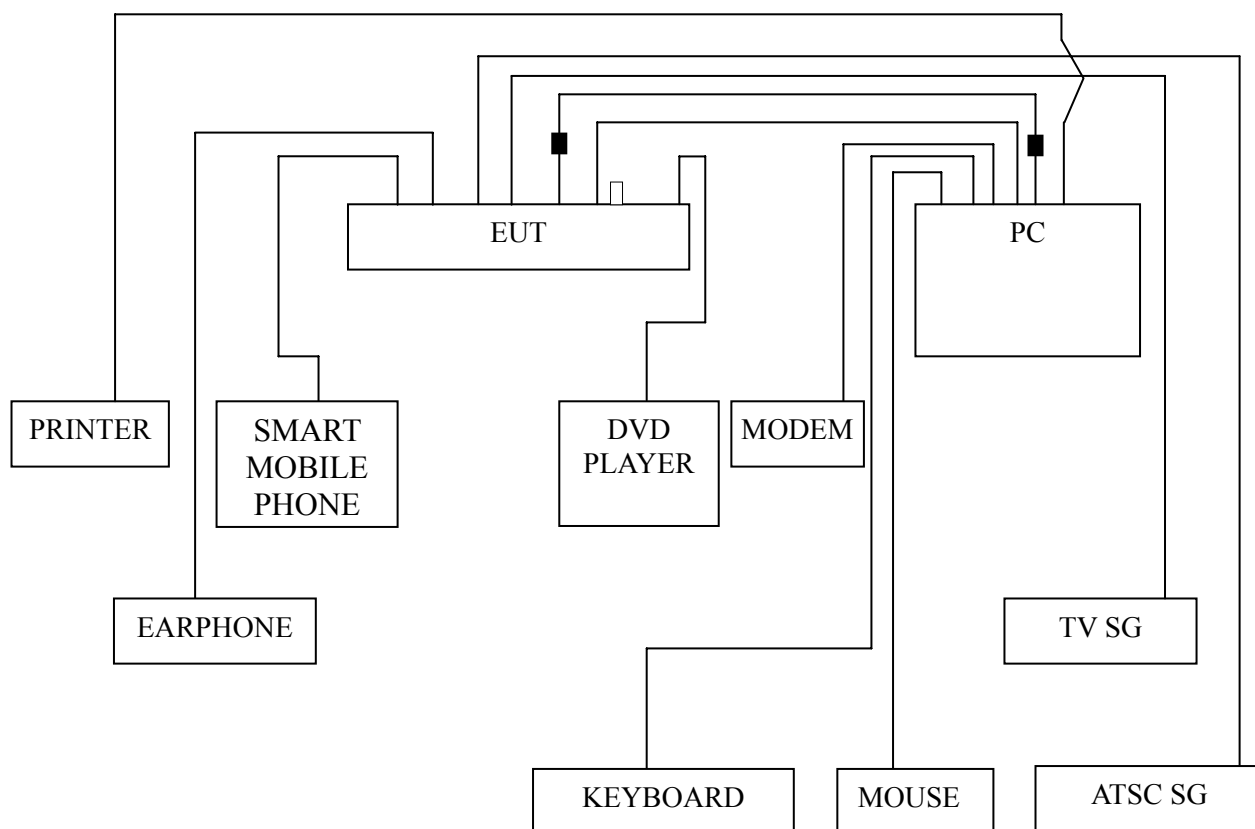 EUT
PC
PRINTER
SMART
MOBILE
PHONE
DVD
PLAYER
MODEM
EARPHONE
TV SG
KEYBOARD
MOUSE
ATSC SG